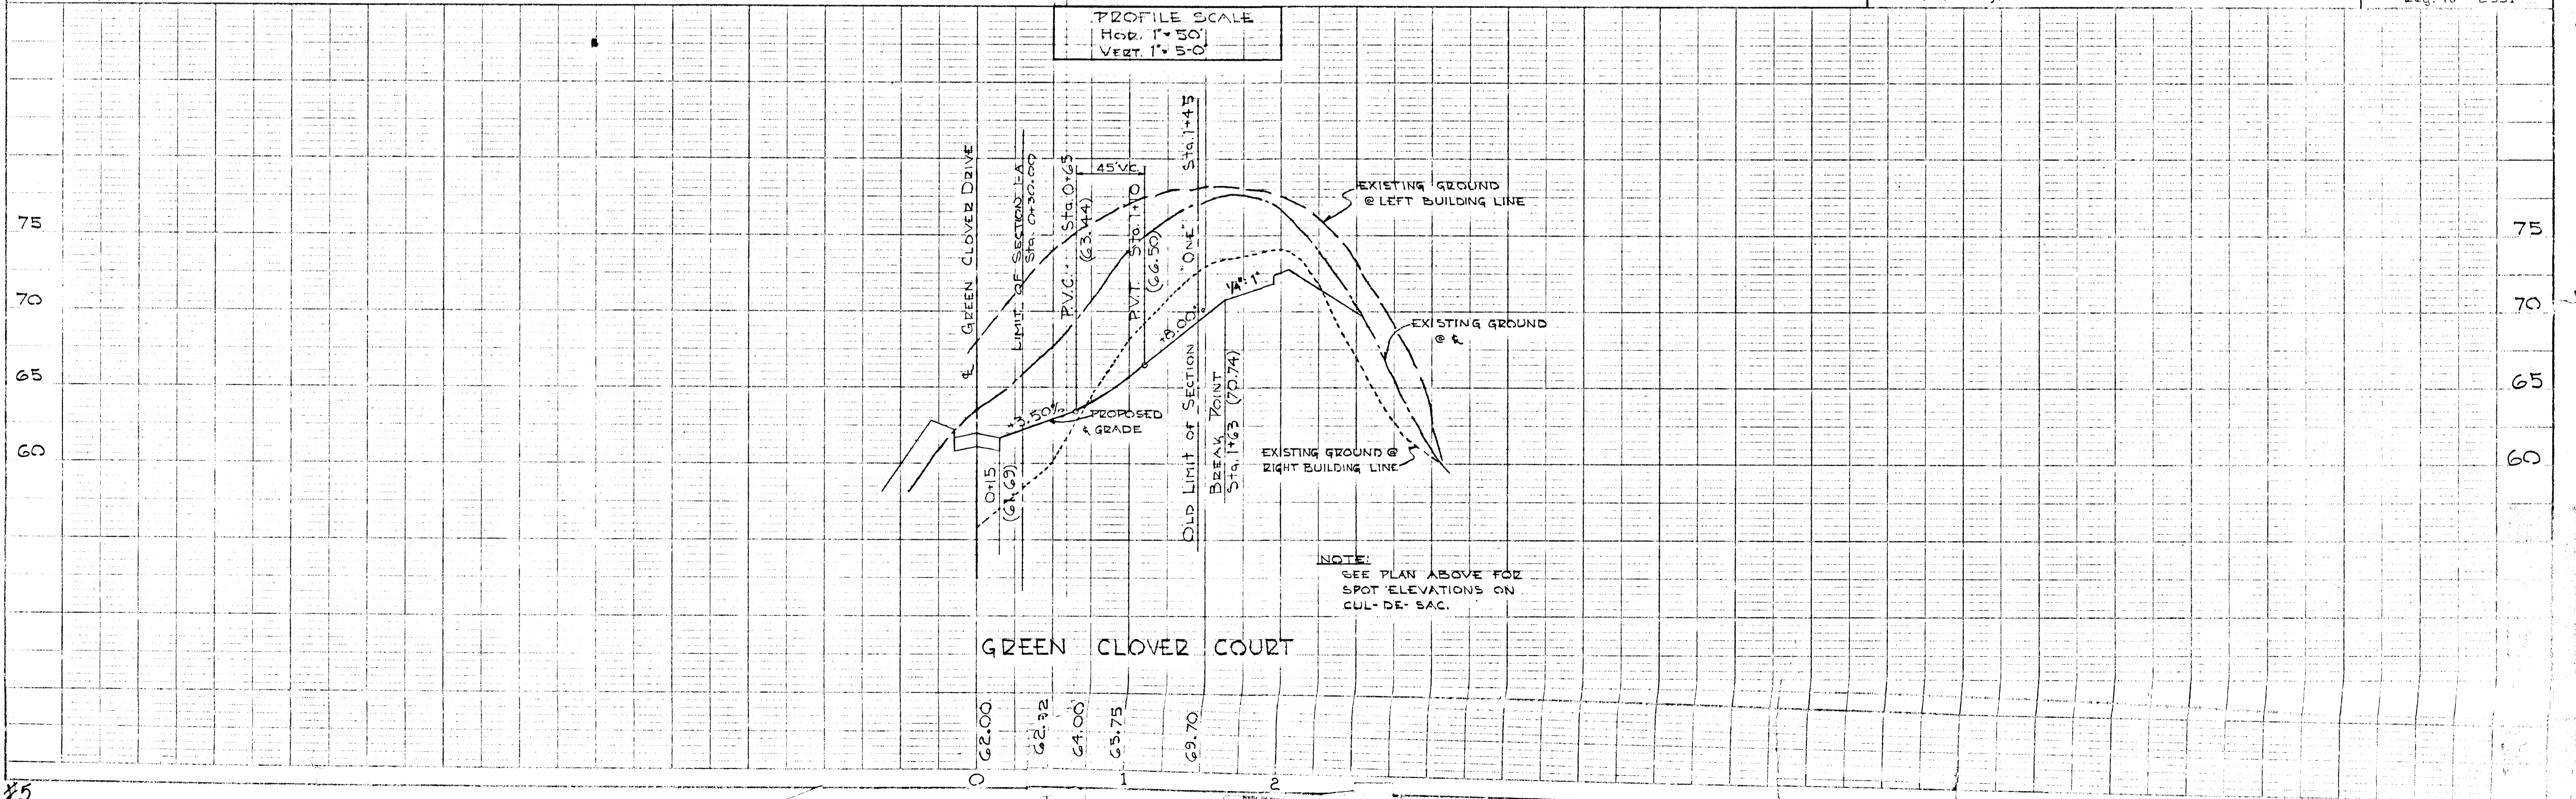 PROFILE SCALE
HOR. 1"=50'
VERT. 1"=5-0'
℄ GREEN CLOVER DRIVE
LIMIT OF SECTION 1-A
Sta. 0+30.00
P.V.C. Sta. 0+65
(63.44)
45' V.C.
P.V.T. Sta. 1+10
(66.50)
OLD LIMIT OF SECTION "ONE" Sta. 1+45
BREAK POINT
Sta. 1+63 (70.74)
EXISTING GROUND
@ LEFT BUILDING LINE
EXISTING GROUND
@ ℄
EXISTING GROUND @
RIGHT BUILDING LINE
+3.50%
PROPOSED
℄ GRADE
+8.00%
1/4": 1"
0+15
(61.69)
75
70
65
60
75
70
65
60
NOTE:
SEE PLAN ABOVE FOR
SPOT ELEVATIONS ON
CUL-DE-SAC.
GREEN CLOVER COURT
62.00
62.72
64.00
65.75
69.70
0
1
2